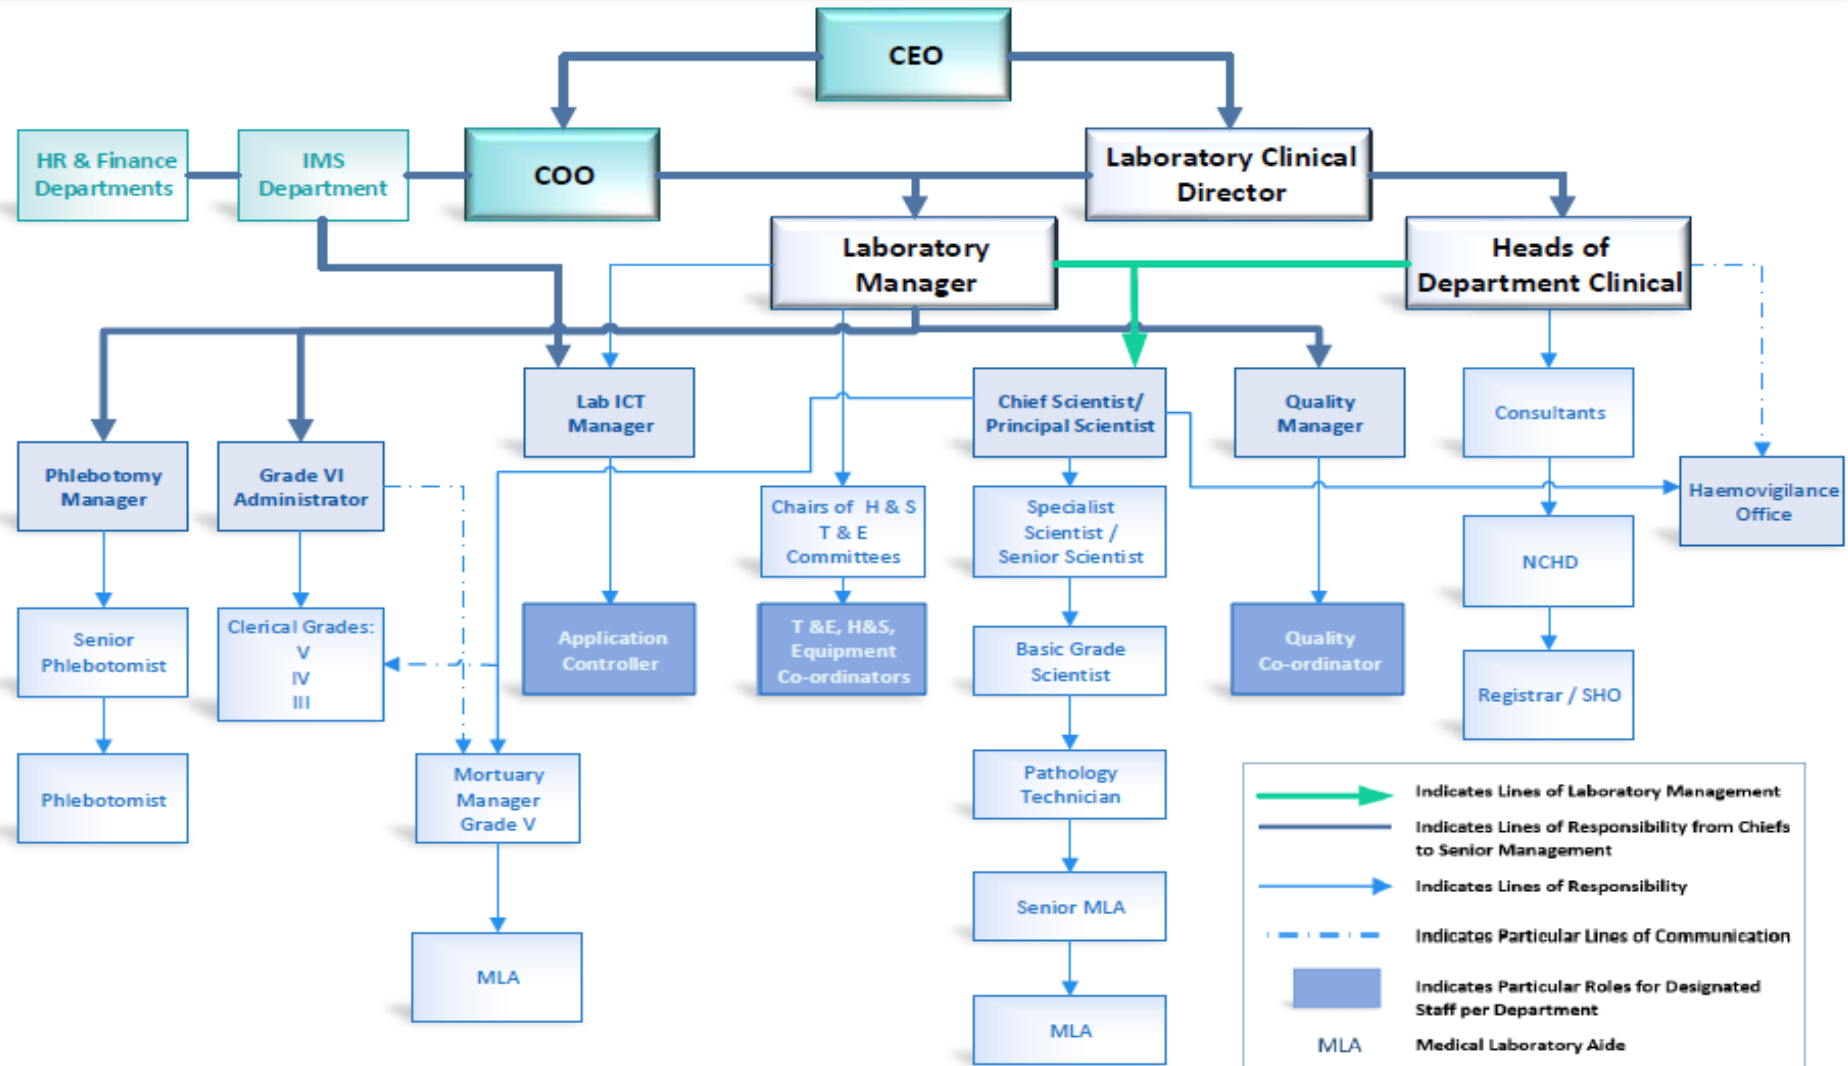 CEO
HR & Finance
Departments
IMS
Department
COO
Laboratory Clinical
Director
Laboratory
Manager
Heads of
Department Clinical
Lab ICT
Manager
Chief Scientist/
Principal Scientist
Quality
Manager
Consultants
Phlebotomy
Manager
Grade VI
Administrator
Chairs of H & S
T & E
Committees
Specialist
Scientist /
Senior Scientist
Haemovigilance
Office
NCHD
Senior
Phlebotomist
Clerical Grades:
V
IV
III
Application
Controller
T &E, H&S,
Equipment
Co-ordinators
Basic Grade
Scientist
Quality
Co-ordinator
Registrar / SHO
Phlebotomist
Mortuary
Manager
Grade V
Pathology
Technician
Senior MLA
MLA
MLA
Indicates Lines of Laboratory Management
Indicates Lines of Responsibility from Chiefs
to Senior Management
Indicates Lines of Responsibility
Indicates Particular Lines of Communication
Indicates Particular Roles for Designated
Staff per Department
MLA Medical Laboratory Aide